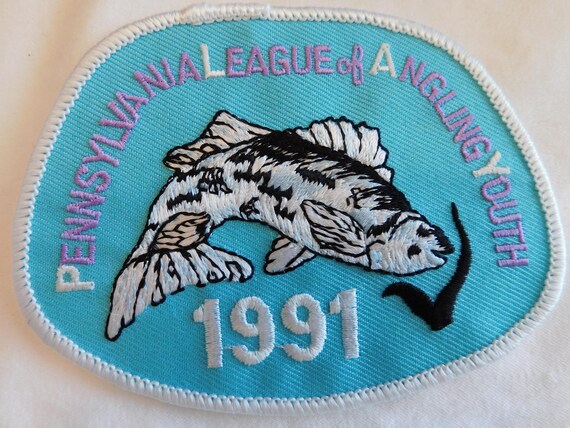 PENNSYLVANIA LEAGUE of ANGLING YOUTH
1991